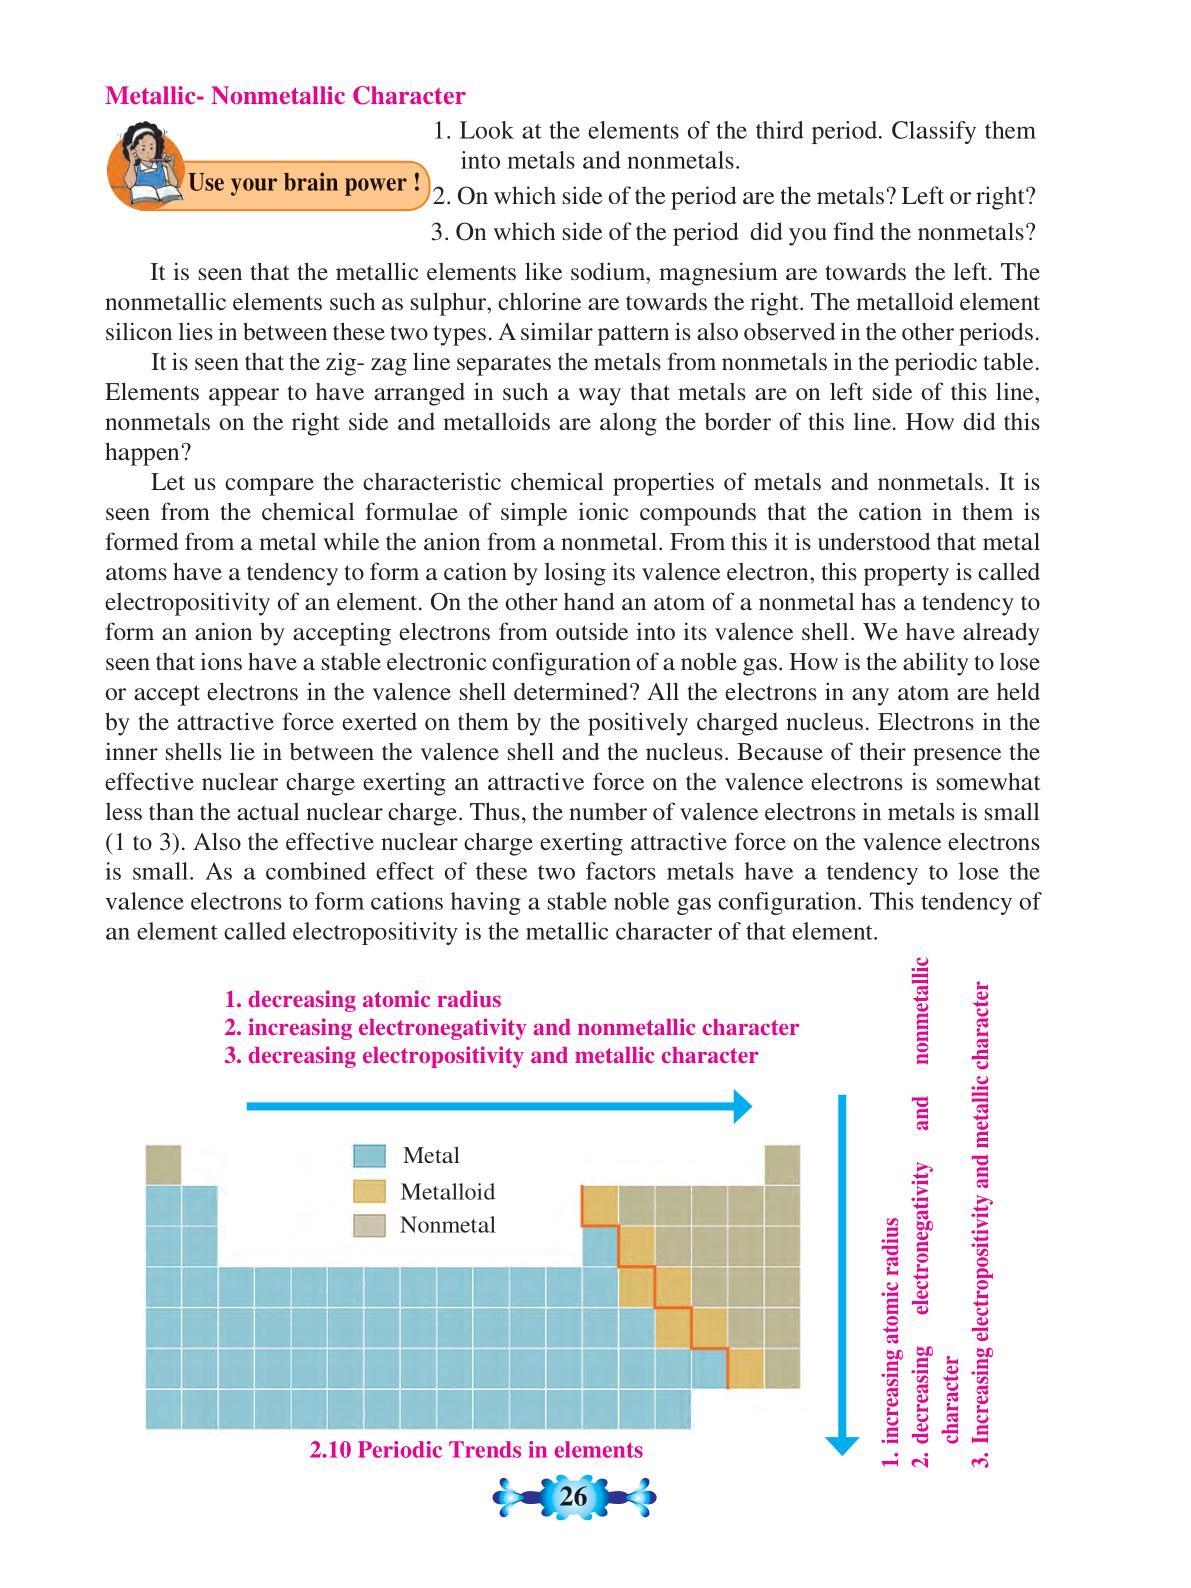 Metallic- Nonmetallic Character
Use your brain power !
1. Look at the elements of the third period. Classify them
into metals and nonmetals.
2. On which side of the period are the metals? Left or right?
3. On which side of the period did you find the nonmetals?
It is seen that the metallic elements like sodium, magnesium are towards the left. The
nonmetallic elements such as sulphur, chlorine are towards the right. The metalloid element
silicon lies in between these two types. A similar pattern is also observed in the other periods.
It is seen that the zig- zag line separates the metals from nonmetals in the periodic table.
Elements appear to have arranged in such a way that metals are on left side of this line,
nonmetals on the right side and metalloids are along the border of this line. How did this
happen?
Let us compare the characteristic chemical properties of metals and nonmetals. It is
seen from the chemical formulae of simple ionic compounds that the cation in them is
formed from a metal while the anion from a nonmetal. From this it is understood that metal
atoms have a tendency to form a cation by losing its valence electron, this property is called
electropositivity of an element. On the other hand an atom of a nonmetal has a tendency to
form an anion by accepting electrons from outside into its valence shell. We have already
seen that ions have a stable electronic configuration of a noble gas. How is the ability to lose
or accept electrons in the valence shell determined? All the electrons in any atom are held
by the attractive force exerted on them by the positively charged nucleus. Electrons in the
inner shells lie in between the valence shell and the nucleus. Because of their presence the
effective nuclear charge exerting an attractive force on the valence electrons is somewhat
less than the actual nuclear charge. Thus, the number of valence electrons in metals is small
(1 to 3). Also the effective nuclear charge exerting attractive force on the valence electrons
is small. As a combined effect of these two factors metals have a tendency to lose the
valence electrons to form cations having a stable noble gas configuration. This tendency of
an element called electropositivity is the metallic character of that element.
1. decreasing atomic radius
2. increasing electronegativity and nonmetallic character
3. decreasing electropositivity and metallic character
Metal
Metalloid
Nonmetal
1. increasing atomic radius
2. decreasing electronegativity and nonmetallic
character
3. Increasing electropositivity and metallic character
2.10 Periodic Trends in elements
26